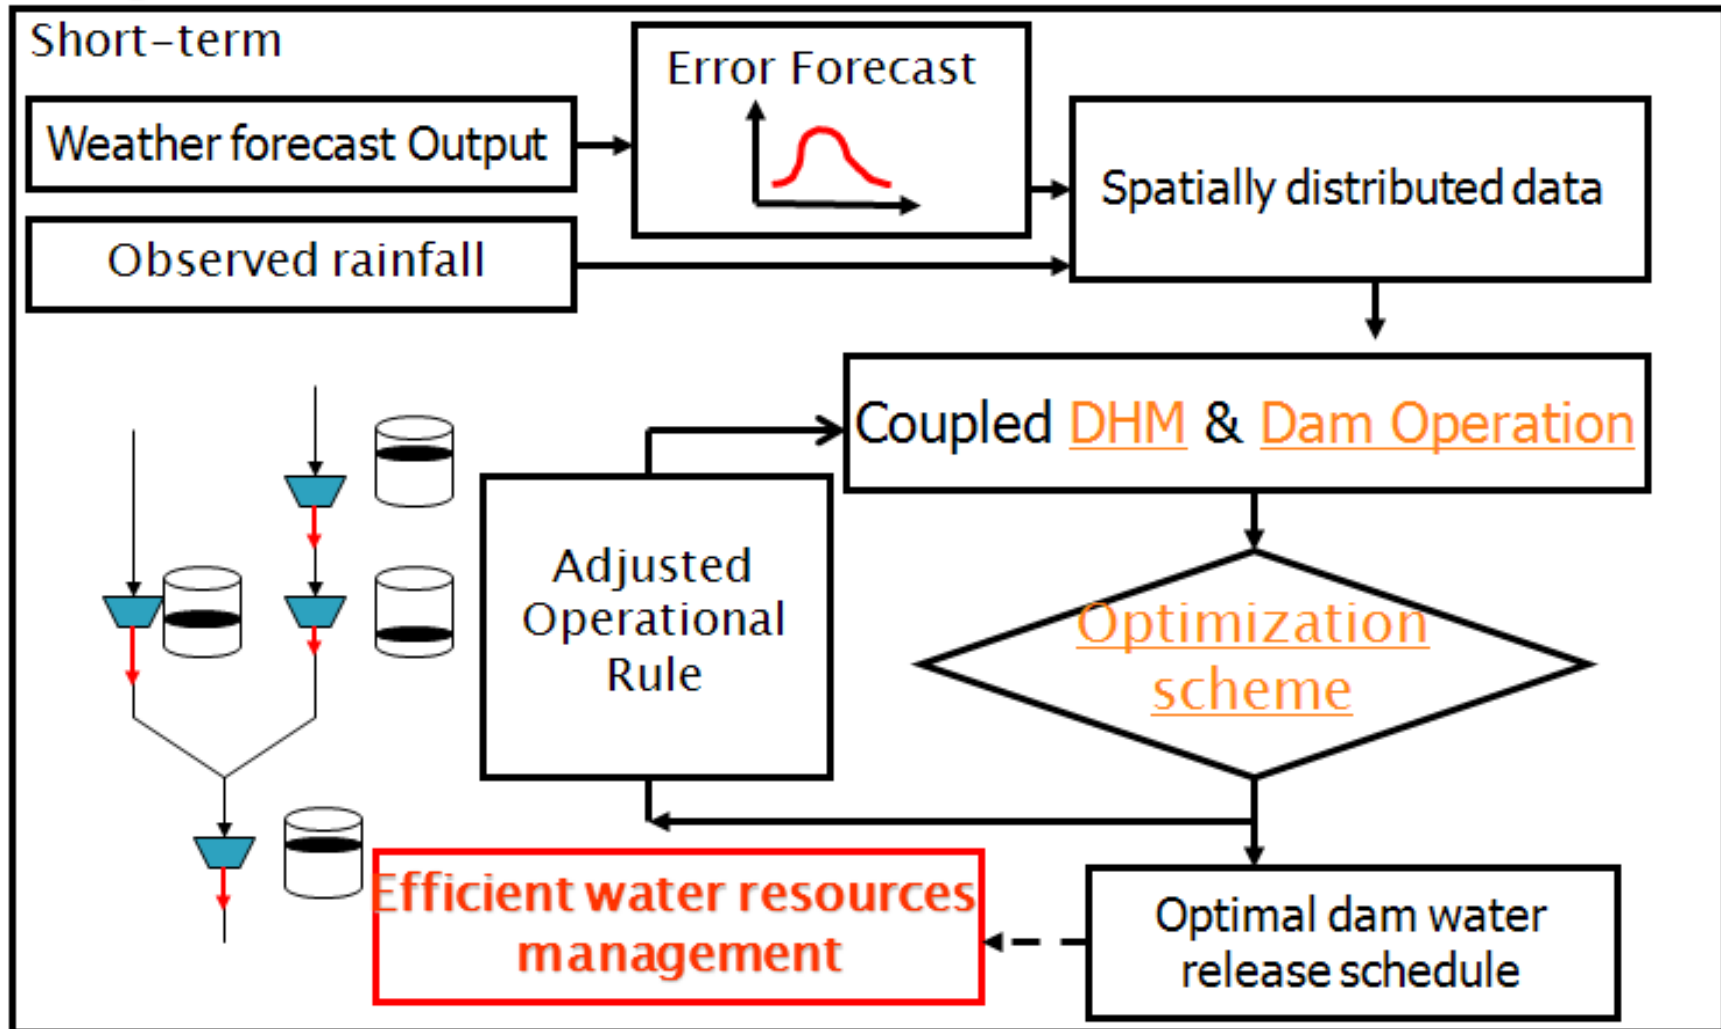 Short-term
Error Forecast
Weather forecast Output
Spatially distributed data
Observed rainfall
Coupled DHM & Dam Operation
Adjusted
Operational
Rule
Optimization
scheme
Efficient water resources
management
Optimal dam water
release schedule